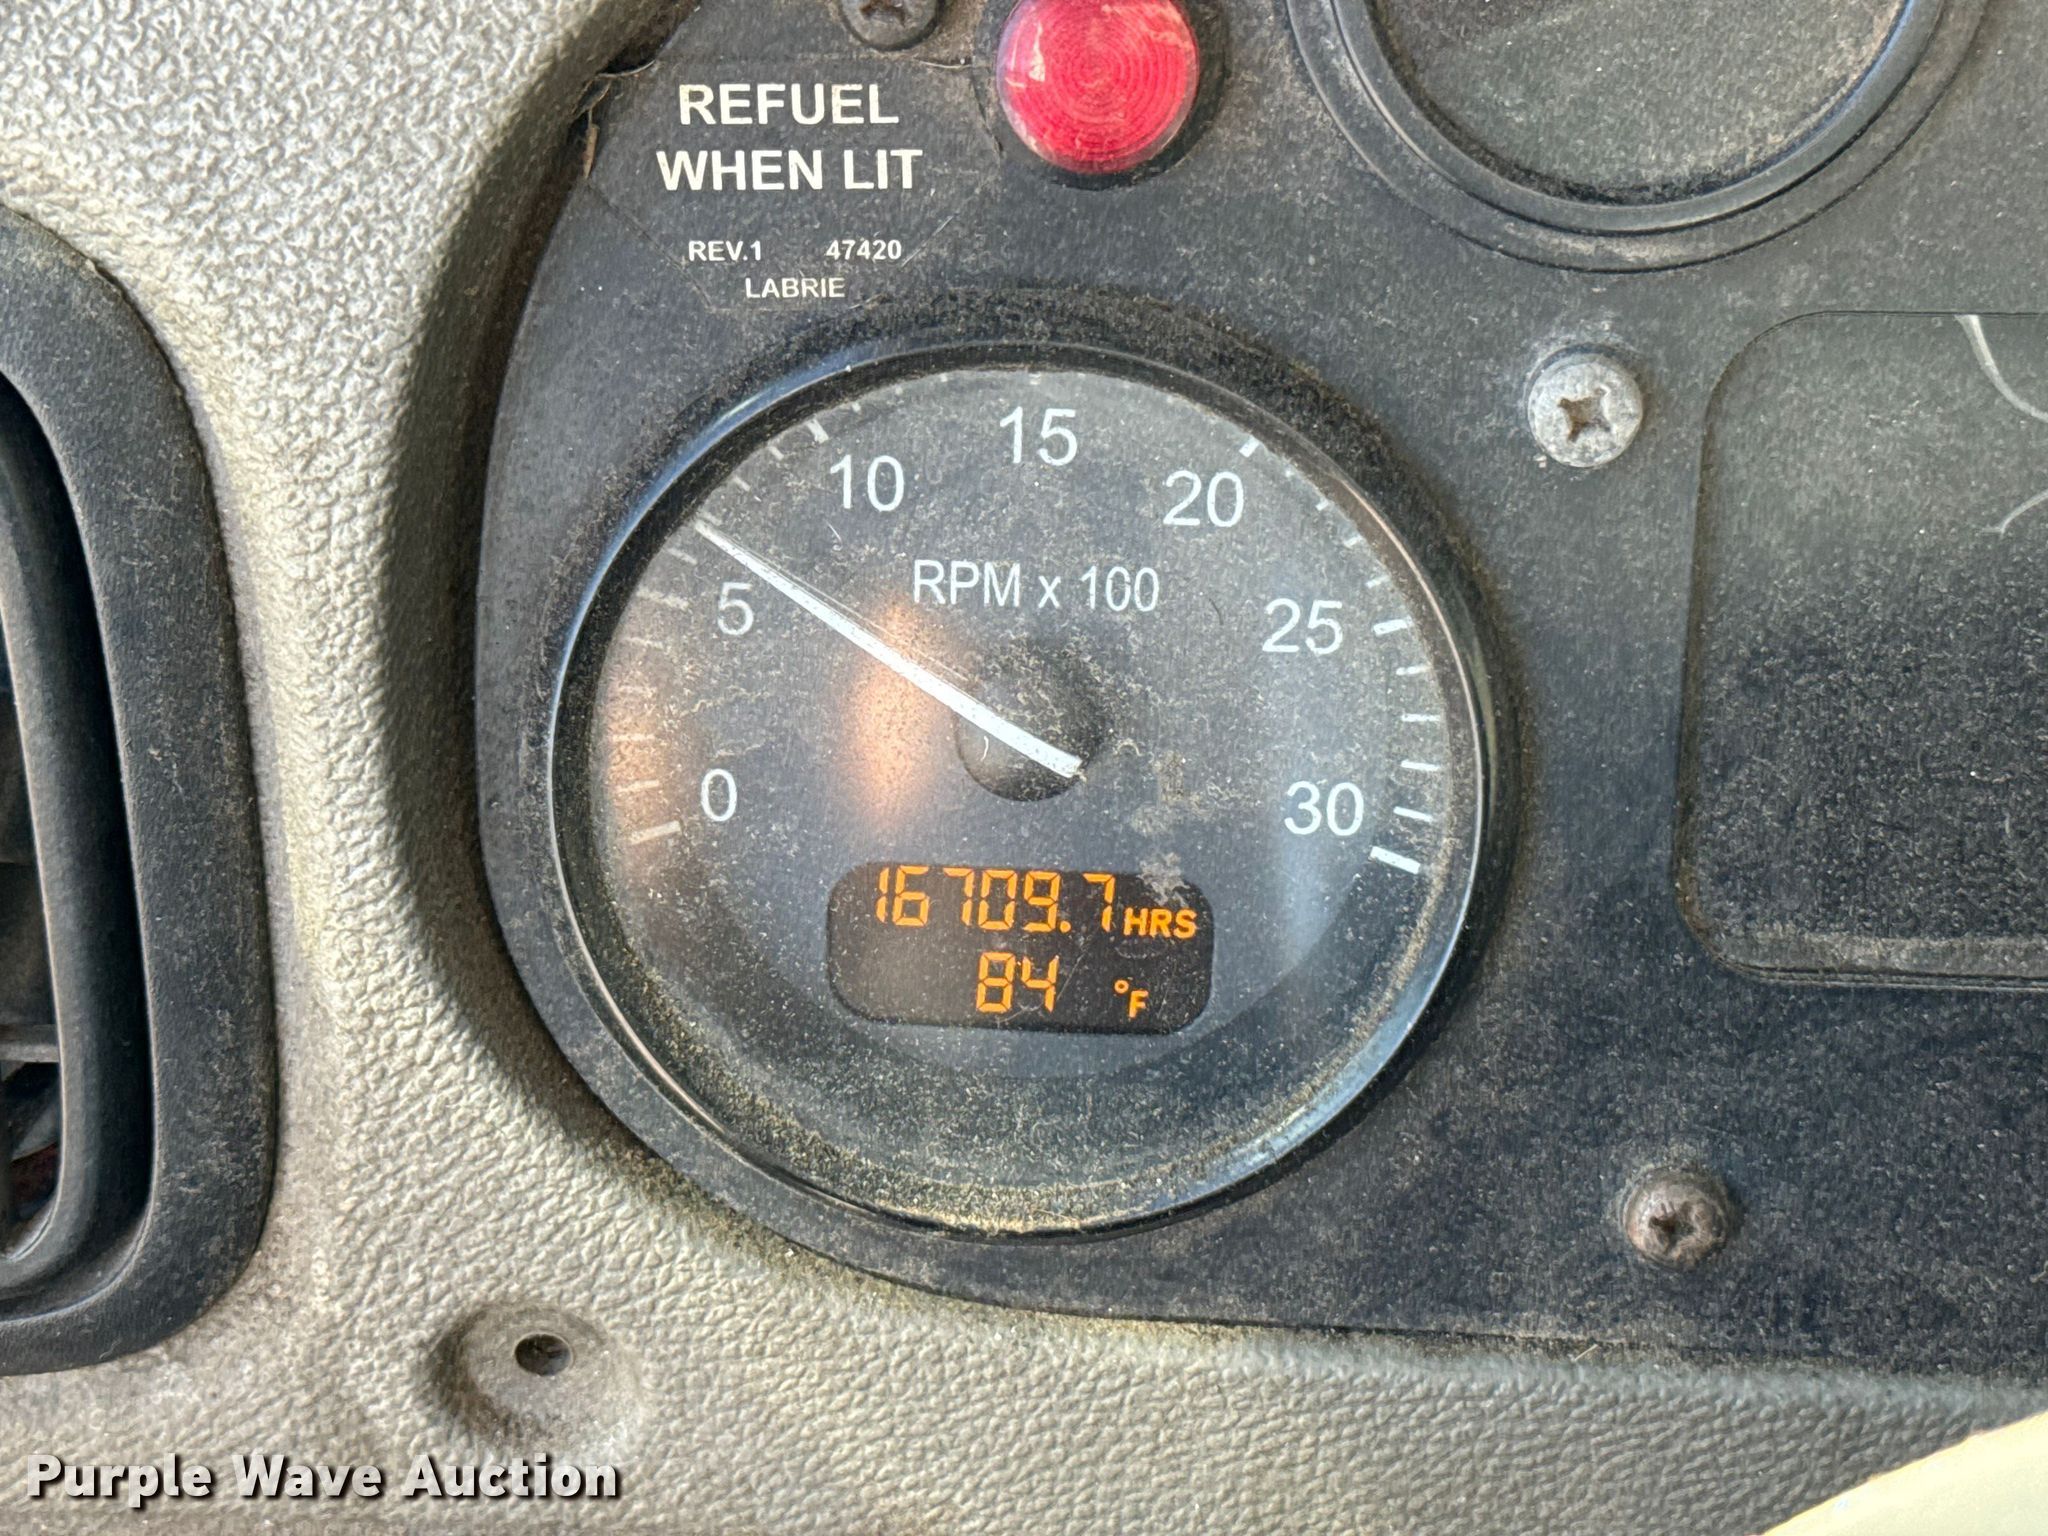 REFUEL
WHEN LIT
REV.1 47420
LABRIE
15
10
20
RPM x 100
5
25
0
30
16709.7 HRS
84 °F
Purple Wave Auction